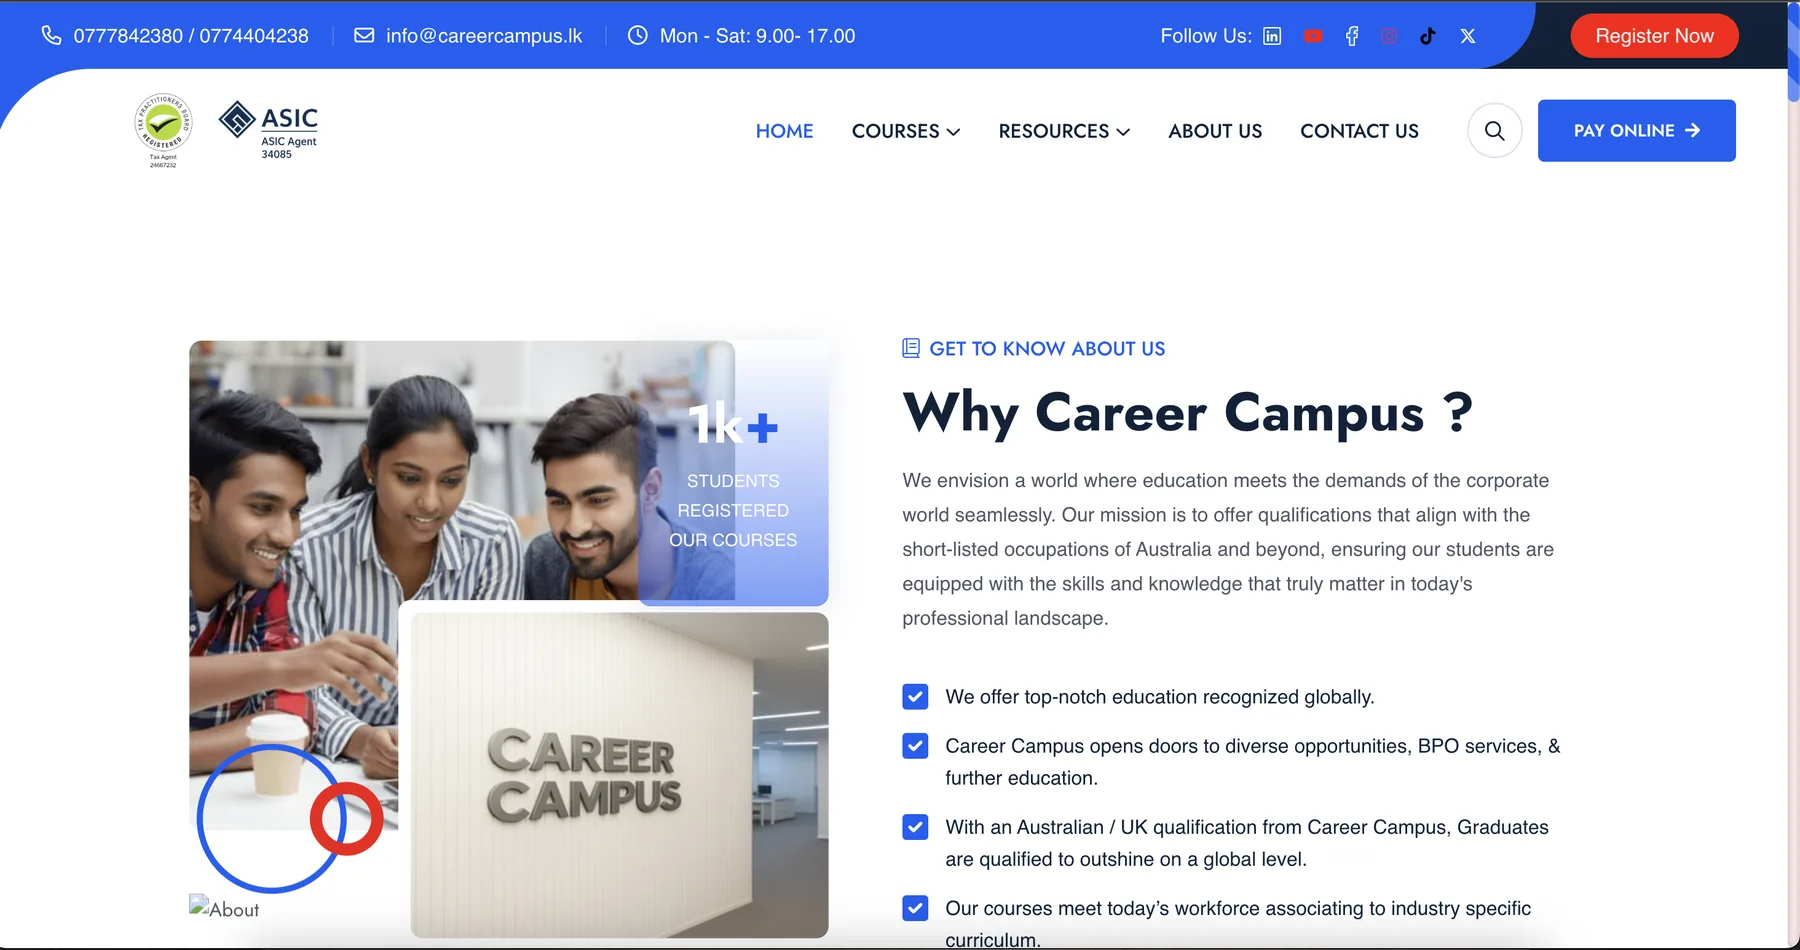 0777842380 / 0774404238
info@careercampus.lk
Mon - Sat: 9.00- 17.00
Follow Us:
Register Now
TAX PRACTITIONERS BOARD
REGISTERED
Tax Agent
24667232
ASIC
ASIC Agent
34085
HOME
COURSES
RESOURCES
ABOUT US
CONTACT US
PAY ONLINE
1k+
STUDENTS
REGISTERED
OUR COURSES
CAREER
CAMPUS
About
GET TO KNOW ABOUT US
Why Career Campus ?
We envision a world where education meets the demands of the corporate
world seamlessly. Our mission is to offer qualifications that align with the
short-listed occupations of Australia and beyond, ensuring our students are
equipped with the skills and knowledge that truly matter in today's
professional landscape.
We offer top-notch education recognized globally.
Career Campus opens doors to diverse opportunities, BPO services, &
further education.
With an Australian / UK qualification from Career Campus, Graduates
are qualified to outshine on a global level.
Our courses meet today’s workforce associating to industry specific
curriculum.